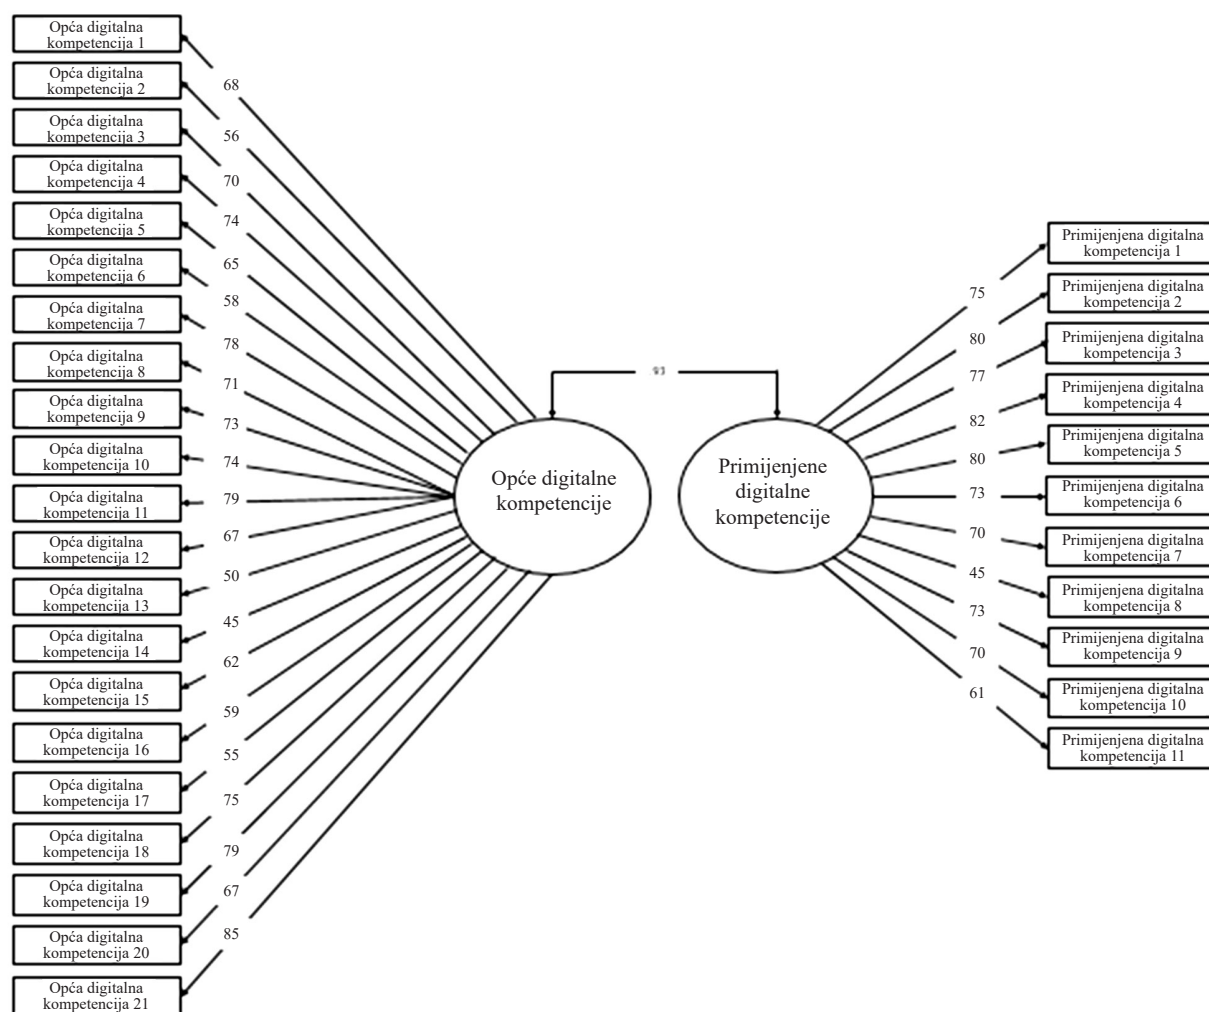 Opća digitalna
kompetencija 1
Opća digitalna
kompetencija 2
Opća digitalna
kompetencija 3
Opća digitalna
kompetencija 4
Opća digitalna
kompetencija 5
Opća digitalna
kompetencija 6
Opća digitalna
kompetencija 7
Opća digitalna
kompetencija 8
Opća digitalna
kompetencija 9
Opća digitalna
kompetencija 10
Opća digitalna
kompetencija 11
Opća digitalna
kompetencija 12
Opća digitalna
kompetencija 13
Opća digitalna
kompetencija 14
Opća digitalna
kompetencija 15
Opća digitalna
kompetencija 16
Opća digitalna
kompetencija 17
Opća digitalna
kompetencija 18
Opća digitalna
kompetencija 19
Opća digitalna
kompetencija 20
Opća digitalna
kompetencija 21
68
56
70
74
65
58
78
71
73
74
79
67
50
45
62
59
55
75
79
67
85
Opće digitalne
kompetencije
93
Primijenjene
digitalne
kompetencije
75
80
77
82
80
73
70
45
73
70
61
Primijenjena digitalna
kompetencija 1
Primijenjena digitalna
kompetencija 2
Primijenjena digitalna
kompetencija 3
Primijenjena digitalna
kompetencija 4
Primijenjena digitalna
kompetencija 5
Primijenjena digitalna
kompetencija 6
Primijenjena digitalna
kompetencija 7
Primijenjena digitalna
kompetencija 8
Primijenjena digitalna
kompetencija 9
Primijenjena digitalna
kompetencija 10
Primijenjena digitalna
kompetencija 11